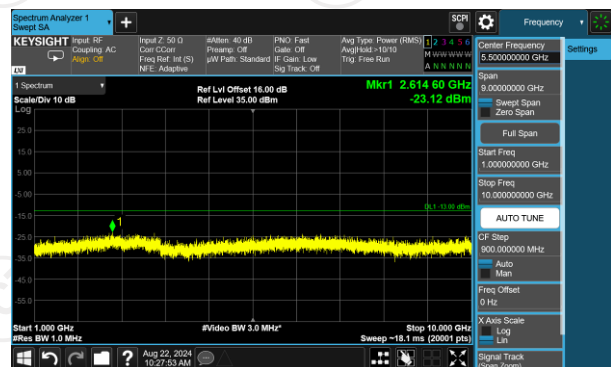 Spectrum Analyzer 1
Swept SA
+
SCPI
Frequency
KEYSIGHT
Input: RF
Coupling: AC
Align: Off
Input Z: 50 Ω
Corr CCorr
Freq Ref: Int (S)
NFE: Adaptive
#Atten: 40 dB
Preamp: Off
µW Path: Standard
PNO: Fast
Gate: Off
IF Gain: Low
Sig Track: Off
Avg Type: Power (RMS)
Avg|Hold:>10/10
Trig: Free Run
1 2 3 4 5 6
M W W W W W
A N N N N N
LXI
1 Spectrum
Scale/Div 10 dB
Log
Ref Lvl Offset 16.00 dB
Ref Level 35.00 dBm
Mkr1 2.614 60 GHz
-23.12 dBm
25.0
15.0
5.00
-5.00
DL1 -13.00 dBm
-15.0
1
-25.0
-35.0
-45.0
-55.0
Start 1.000 GHz
#Res BW 1.0 MHz
#Video BW 3.0 MHz*
Stop 10.000 GHz
Sweep ~18.1 ms (20001 pts)
?
Aug 22, 2024
10:27:53 AM
Center Frequency
5.500000000 GHz
Span
9.00000000 GHz
Swept Span
Zero Span
Full Span
Start Freq
1.000000000 GHz
Stop Freq
10.000000000 GHz
AUTO TUNE
CF Step
900.000000 MHz
Auto
Man
Freq Offset
0 Hz
X Axis Scale
Log
Lin
Signal Track
(Span Zoom)
Settings